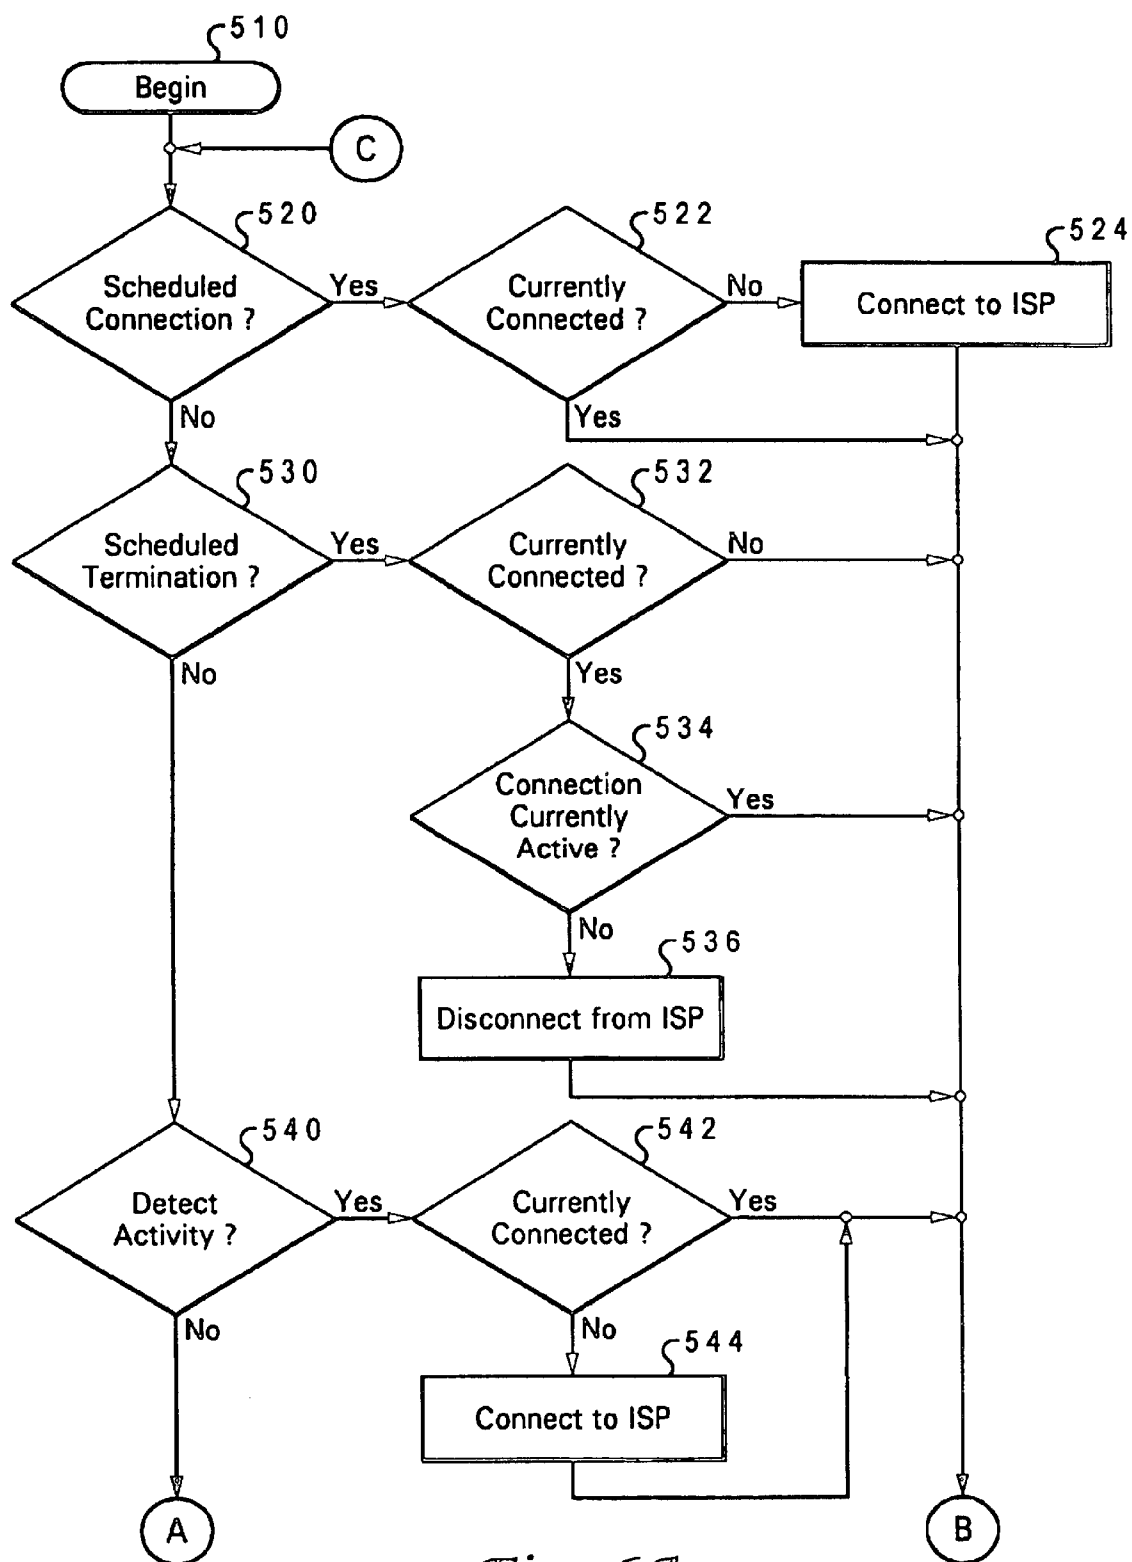 510
Begin
C
520
Scheduled
Connection ?
Yes
No
522
Currently
Connected ?
No
Yes
524
Connect to ISP
530
Scheduled
Termination ?
Yes
No
532
Currently
Connected ?
No
Yes
534
Connection
Currently
Active ?
Yes
No
536
Disconnect from ISP
540
Detect
Activity ?
Yes
No
542
Currently
Connected ?
Yes
No
544
Connect to ISP
A
B